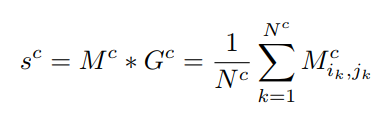 $s^c = M^c * G^c = \frac{1}{N^c} \sum_{k=1}^{N^c} M^c_{i_k, j_k}$